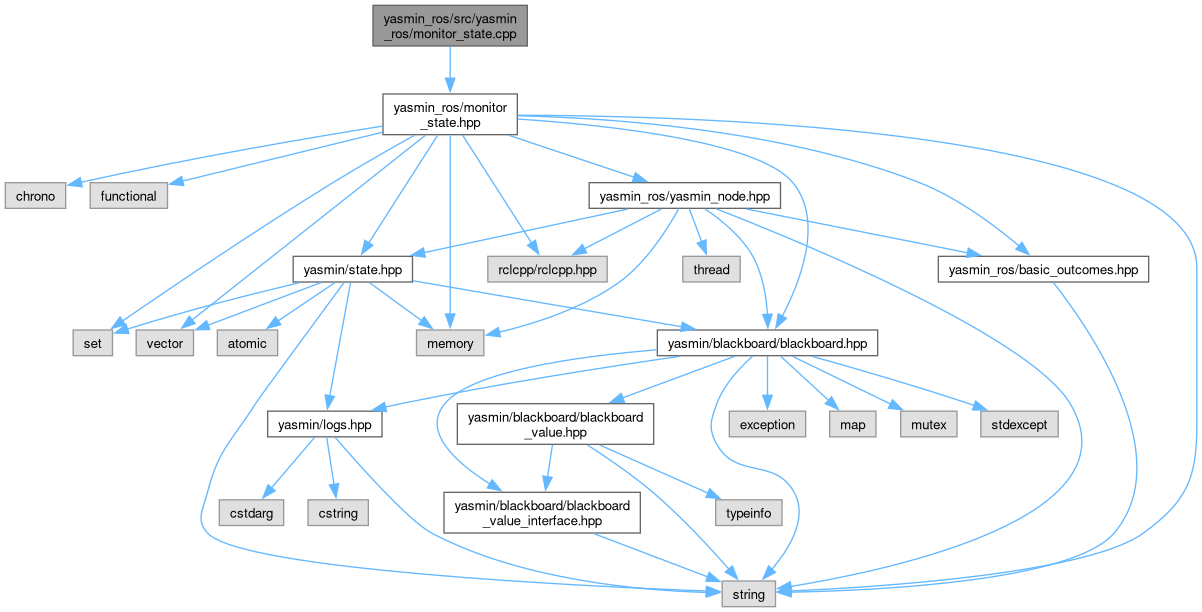 yasmin_ros/src/yasmin
_ros/monitor_state.cpp
yasmin_ros/monitor
_state.hpp
chrono
functional
yasmin_ros/yasmin_node.hpp
yasmin/state.hpp
rclcpp/rclcpp.hpp
thread
yasmin_ros/basic_outcomes.hpp
set
vector
atomic
memory
yasmin/blackboard/blackboard.hpp
yasmin/logs.hpp
yasmin/blackboard/blackboard
_value.hpp
exception
map
mutex
stdexcept
cstdarg
cstring
yasmin/blackboard/blackboard
_value_interface.hpp
typeinfo
string